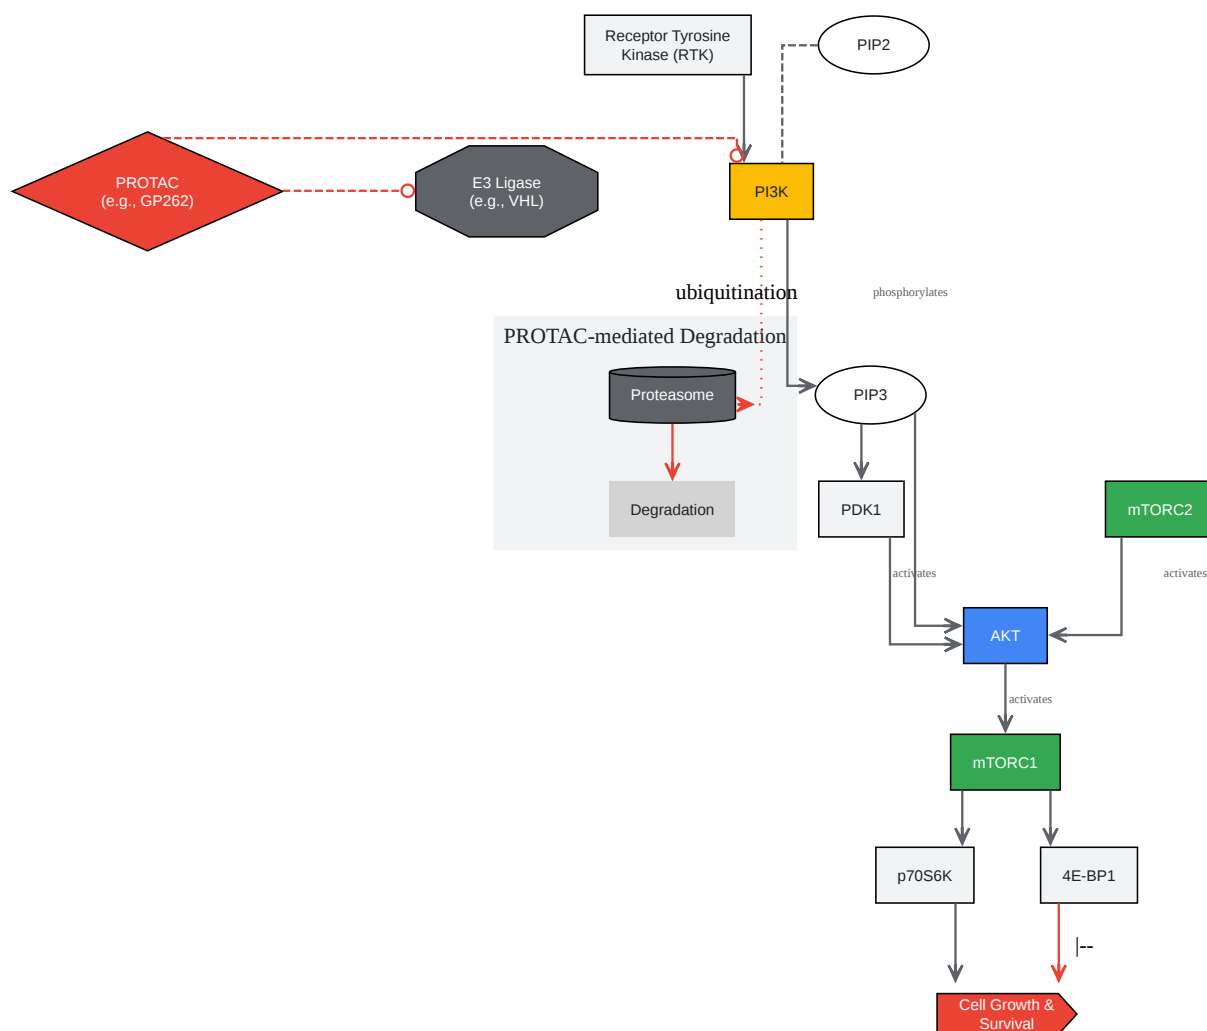 Receptor Tyrosine
Kinase (RTK)
PIP2
PROTAC
(e.g., GP262)
E3 Ligase
(e.g., VHL)
PI3K
ubiquitination
phosphorylates
PROTAC-mediated Degradation
Proteasome
PIP3
Degradation
PDK1
mTORC2
activates
activates
AKT
activates
mTORC1
p70S6K
4E-BP1
|--
Cell Growth &
Survival